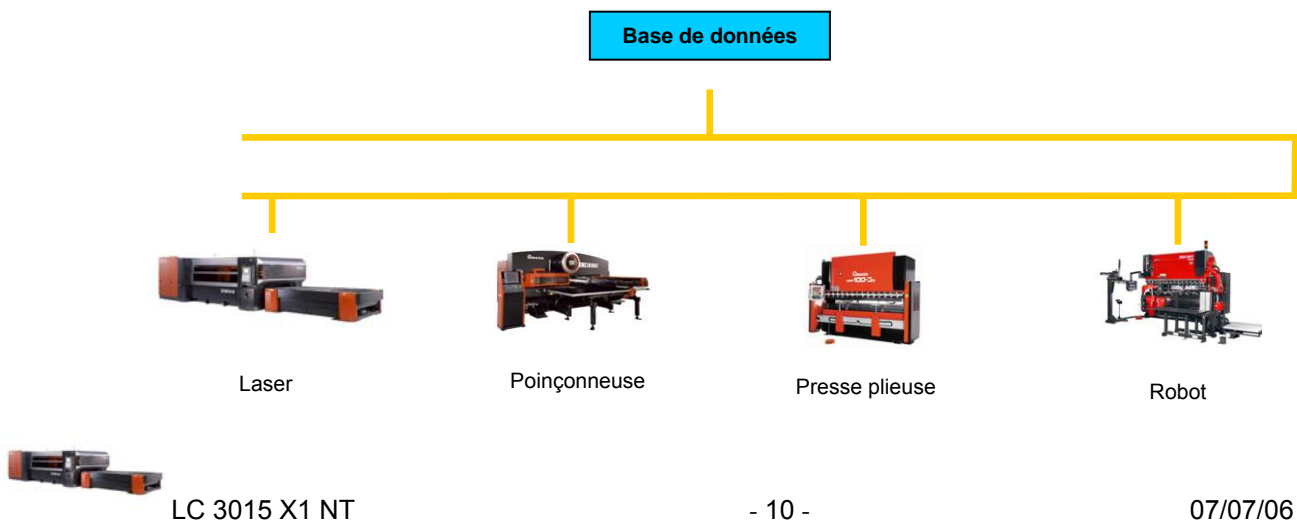 Base de données
Laser
Poinçonneuse
Presse plieuse
Robot
LC 3015 X1 NT
- 10 -
07/07/06